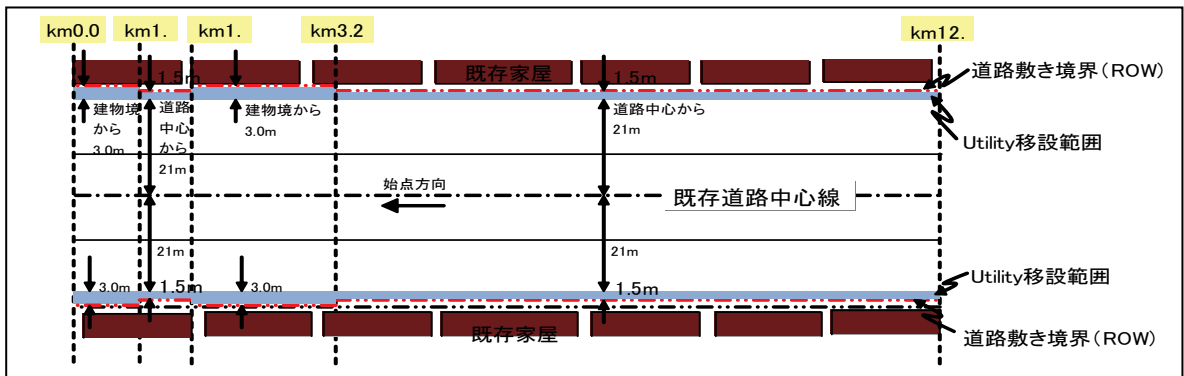 km0.0
km1.
km1.
km3.2
km12.
既存家屋
1.5m
1.5m
道路敷き境界(ROW)
建物境
から
3.0m
道路
中心
から
21m
建物境から
3.0m
道路中心から
21m
Utility移設範囲
始点方向
既存道路中心線
21m
21m
3.0m
1.5m
3.0m
1.5m
Utility移設範囲
既存家屋
道路敷き境界(ROW)